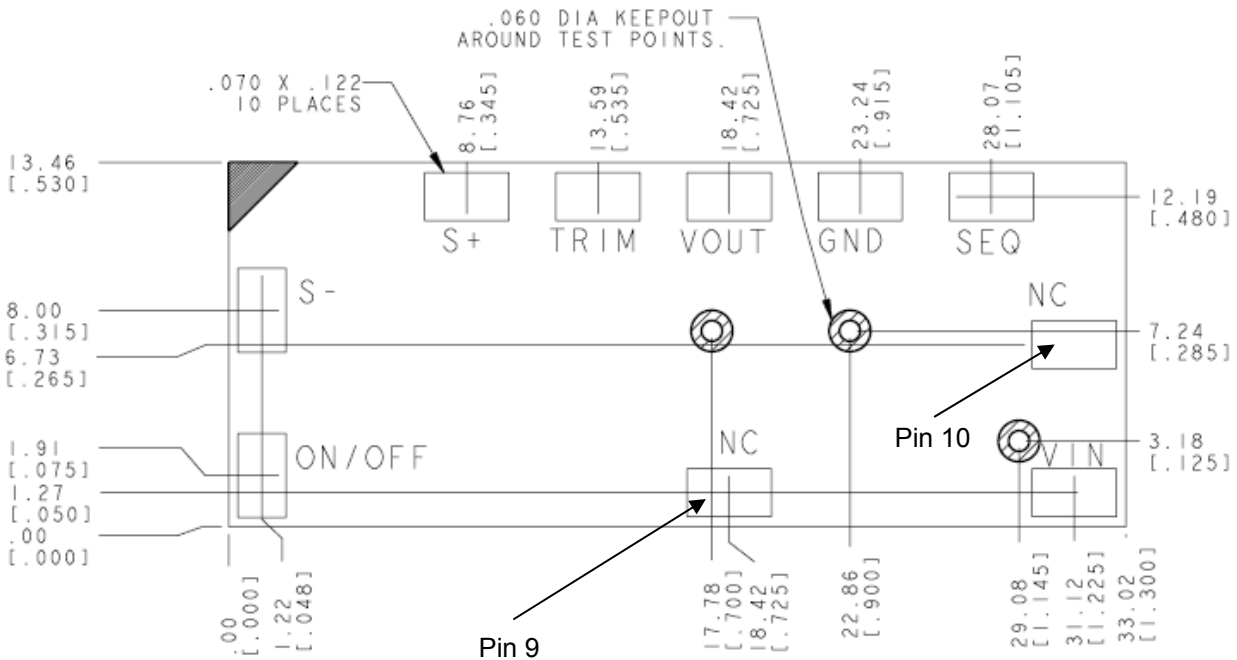 .060 DIA KEEPOUT
AROUND TEST POINTS.
.070 X .122
10 PLACES
8.76
[.345]
13.59
[.535]
18.42
[.725]
23.24
[.915]
28.07
[1.105]
13.46
[.530]
12.19
[.480]
S+
TRIM
VOUT
GND
SEQ
S-
NC
8.00
[.315]
6.73
[.265]
7.24
[.285]
Pin 10
1.91
[.075]
ON/OFF
NC
VIN
3.18
[.125]
1.27
[.050]
.00
[.000]
.00
[.000]
1.22
[.048]
17.78
[.700]
18.42
[.725]
22.86
[.900]
29.08
[1.145]
31.12
[1.225]
33.02
[1.300]
Pin 9